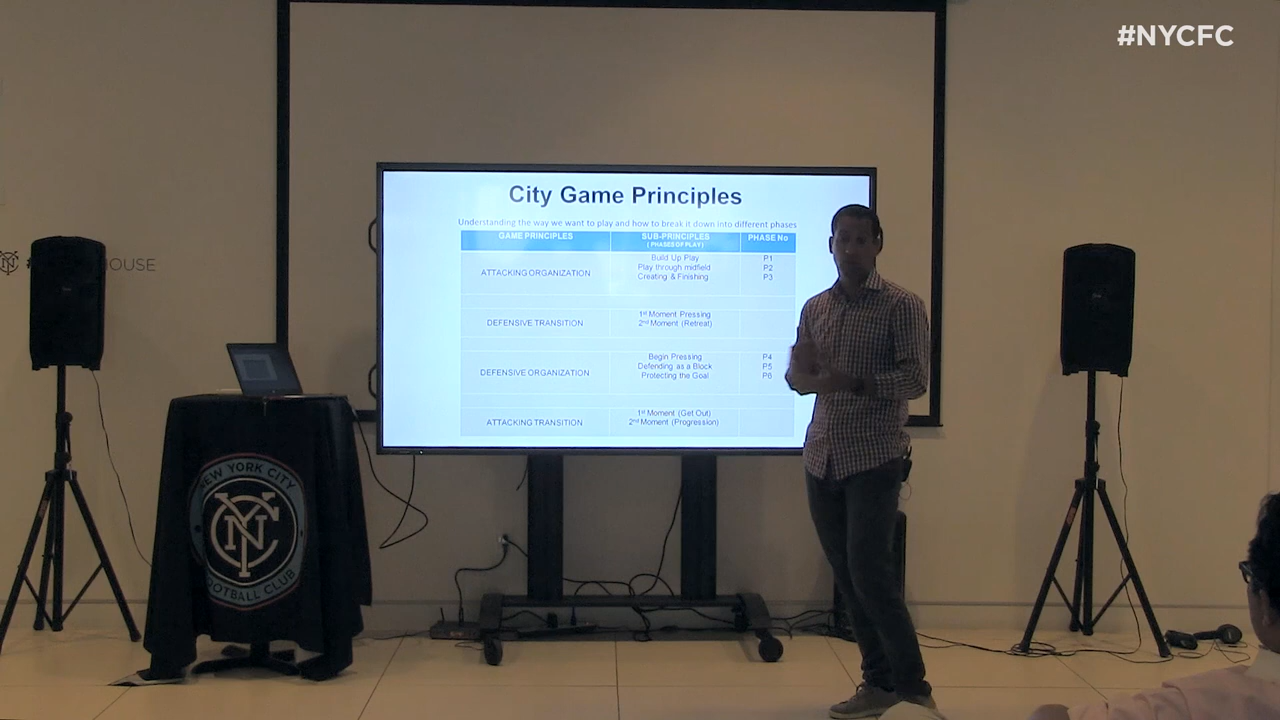 #NYCFC
City Game Principles
Understanding the way we want to play and how to break it down into different phases
GAME PRINCIPLES SUB-PRINCIPLES PHASE No
( PHASES OF PLAY )
ATTACKING ORGANIZATION
Build Up Play P1
Play through midfield P2
Creating & Finishing P3
DEFENSIVE TRANSITION
1st Moment Pressing
2nd Moment (Retreat)
DEFENSIVE ORGANIZATION
Begin Pressing P4
Defending as a Block P5
Protecting the Goal P6
ATTACKING TRANSITION
1st Moment (Get Out)
2nd Moment (Progression)
NEW YORK CITY
NYC
FOOTBALL CLUB